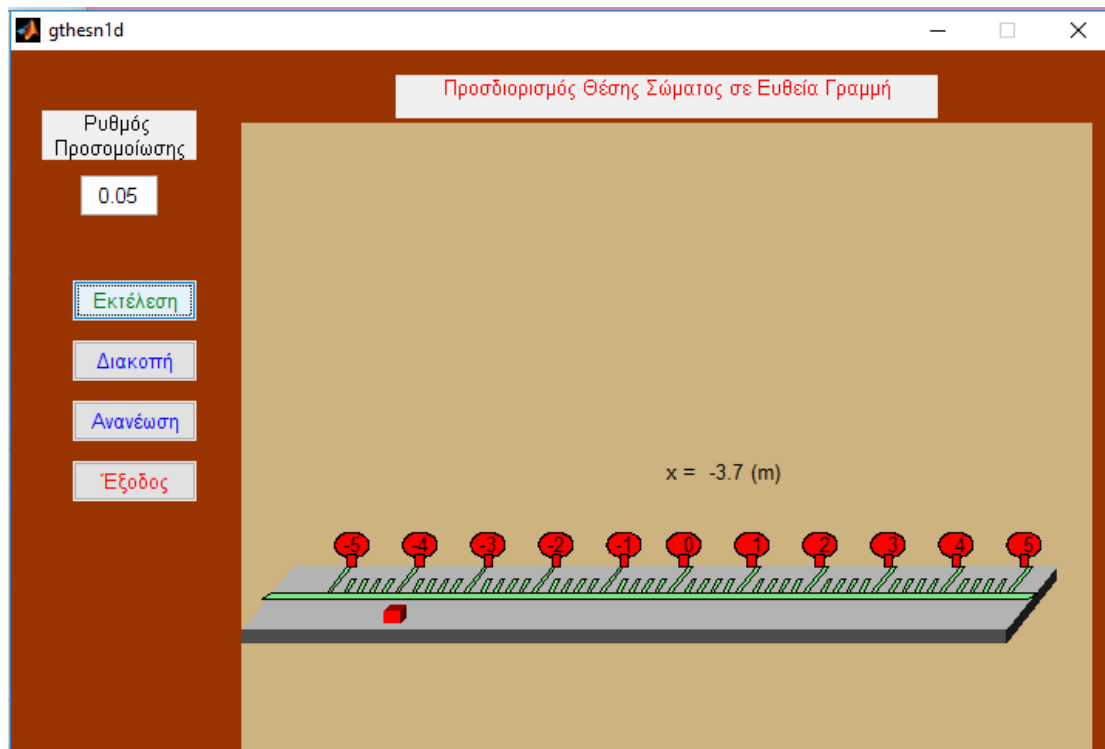 gthesn1d
Προσδιορισμός Θέσης Σώματος σε Ευθεία Γραμμή
Ρυθμός
Προσομοίωσης
0.05
Εκτέλεση
Διακοπή
Ανανέωση
Έξοδος
x = -3.7 (m)
-5 -4 -3 -2 -1 0 1 2 3 4 5